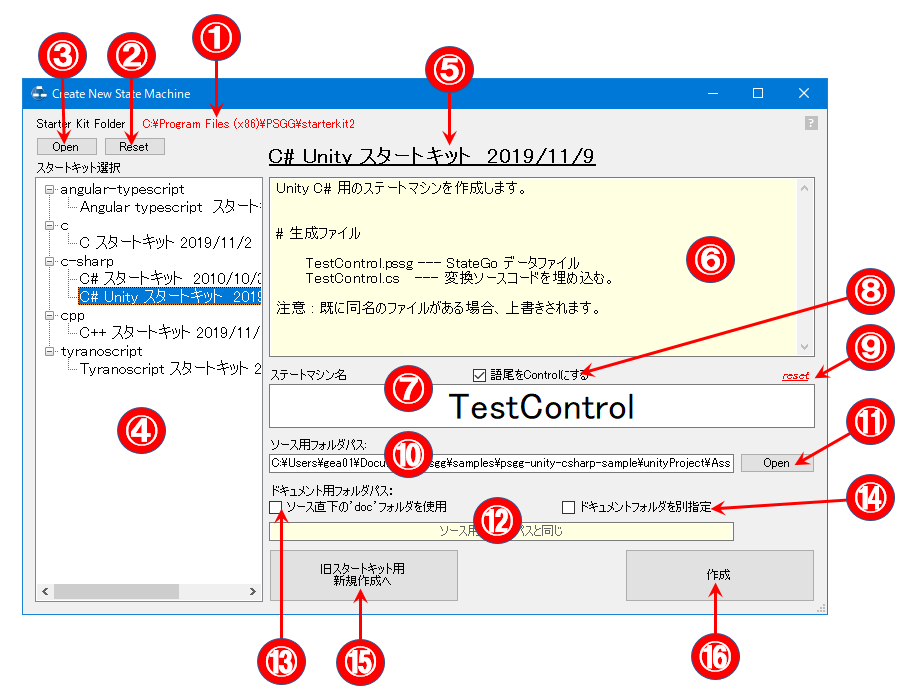 ①
②
③
⑤
Create New State Machine
Starter Kit Folder C:¥Program Files (x86)¥PSGG¥starterkit2
?
Open Reset
スタートキット選択
C# Unity スタートキット 2019/11/9
angular-typescript
Angular typescript スタート
c
C スタートキット 2019/11/2
c-sharp
C# スタートキット 2010/10/
C# Unity スタートキット 201
cpp
C++ スタートキット 2019/11/
tyranoscript
Tyranoscript スタートキット 2
④
Unity C# 用のステートマシンを作成します。
# 生成ファイル
TestControl.pssg --- StateGo データファイル
TestControl.cs --- 変換ソースコードを埋め込む。
注意：既に同名のファイルがある場合、上書きされます。
⑥
⑧
⑨
ステートマシン名
⑦
語尾をControlにする
reset
TestControl
ソース用フォルダパス:
⑩
⑪
C:¥Users¥gea01¥Docu sgg¥samples¥psgg-unity-csharp-sample¥unityProject¥Ass
Open
ドキュメント用フォルダパス:
ソース直下の'doc'フォルダを使用
⑫
ドキュメントフォルダを別指定
⑭
ソース用 パスと同じ
旧スタートキット用
新規作成へ
作成
⑬
⑮
⑯